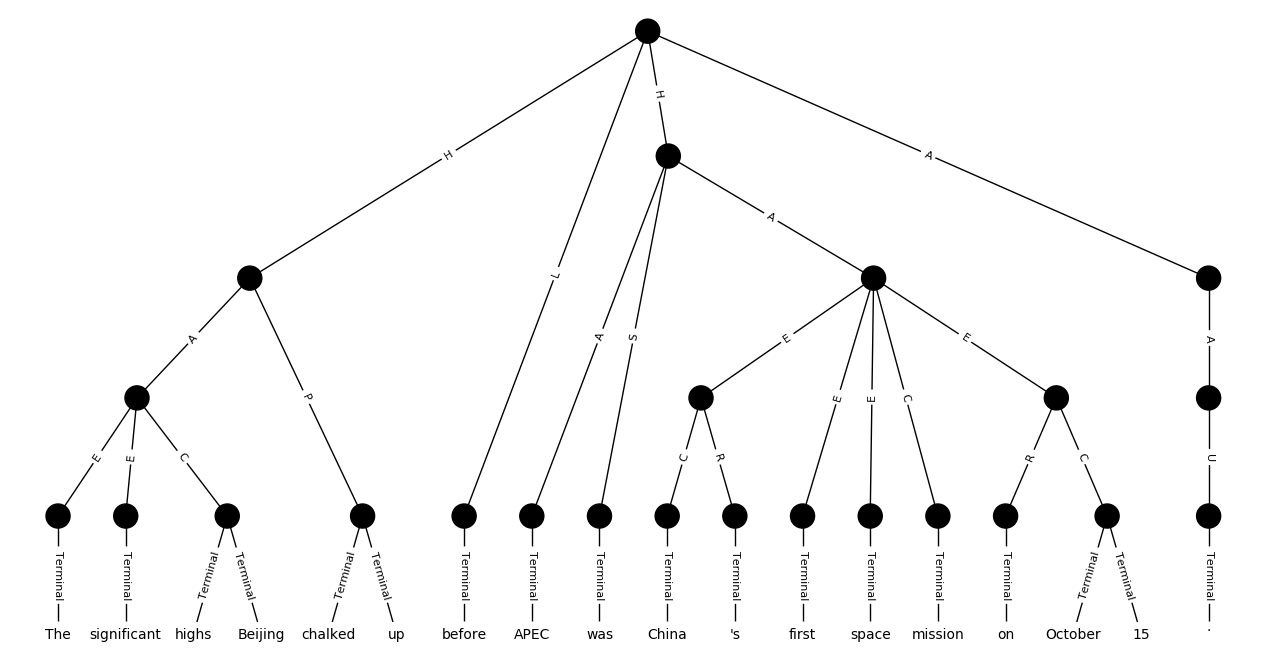 H
H
A
L
A
A
P
A
S
E
E
E
C
E
A
E
E
C
C
R
R
C
U
Terminal Terminal Terminal Terminal Terminal Terminal Terminal Terminal Terminal Terminal Terminal Terminal Terminal Terminal Terminal Terminal Terminal Terminal
The significant highs Beijing chalked up before APEC was China 's first space mission on October 15 .